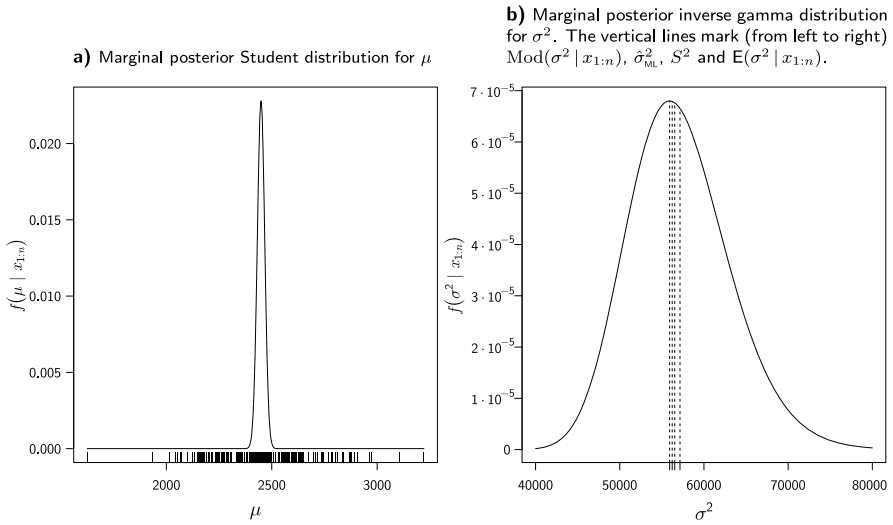 a) Marginal posterior Student distribution for μ
0.020
0.015
0.010
0.005
0.000
f(μ | x₁:ₙ)
2000 2500 3000
μ
b) Marginal posterior inverse gamma distribution
for σ². The vertical lines mark (from left to right)
Mod(σ² | x₁:ₙ), σ̂²ML, S² and E(σ² | x₁:ₙ).
7·10⁻⁵
6·10⁻⁵
5·10⁻⁵
4·10⁻⁵
3·10⁻⁵
2·10⁻⁵
1·10⁻⁵
0
f(σ² | x₁:ₙ)
40000 50000 60000 70000 80000
σ²